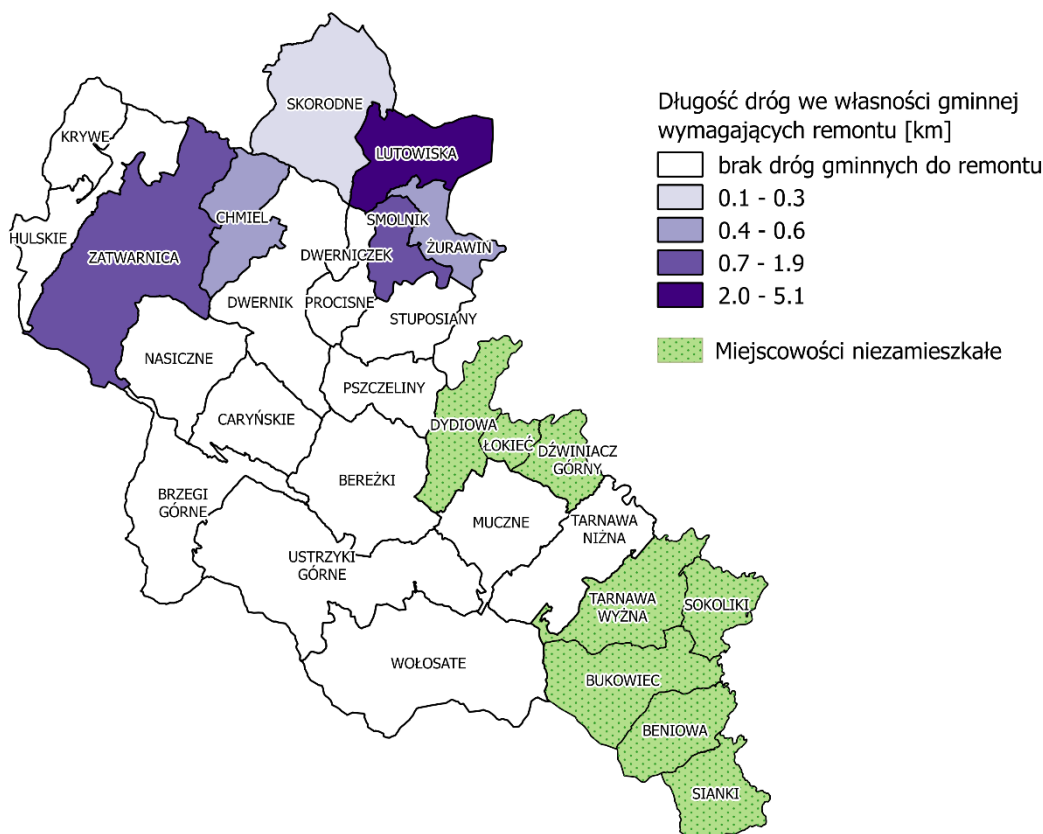 Długość dróg we własności gminnej
wymagających remontu [km]
brak dróg gminnych do remontu
0.1 - 0.3
0.4 - 0.6
0.7 - 1.9
2.0 - 5.1
Miejscowości niezamieszkałe
SKORODNE
KRYWE
LUTOWISKA
CHMIEL
SMOLNIK
HULSKIE
ŻURAWIN
ZATWARNICA
DWERNICZEK
DWERNIK
PROCISNE
STUPOSIANY
NASICZNE
PSZCZELINY
CARYŃSKIE
DYDIOWA
ŁOKIEĆ
DŹWINIACZ
GÓRNY
BEREŻKI
BRZEGI
GÓRNE
MUCZNE
TARNAWA
NIŻNA
USTRZYKI
GÓRNE
TARNAWA
WYŻNA
SOKOLIKI
WOŁOSATE
BUKOWIEC
BENIOWA
SIANKI